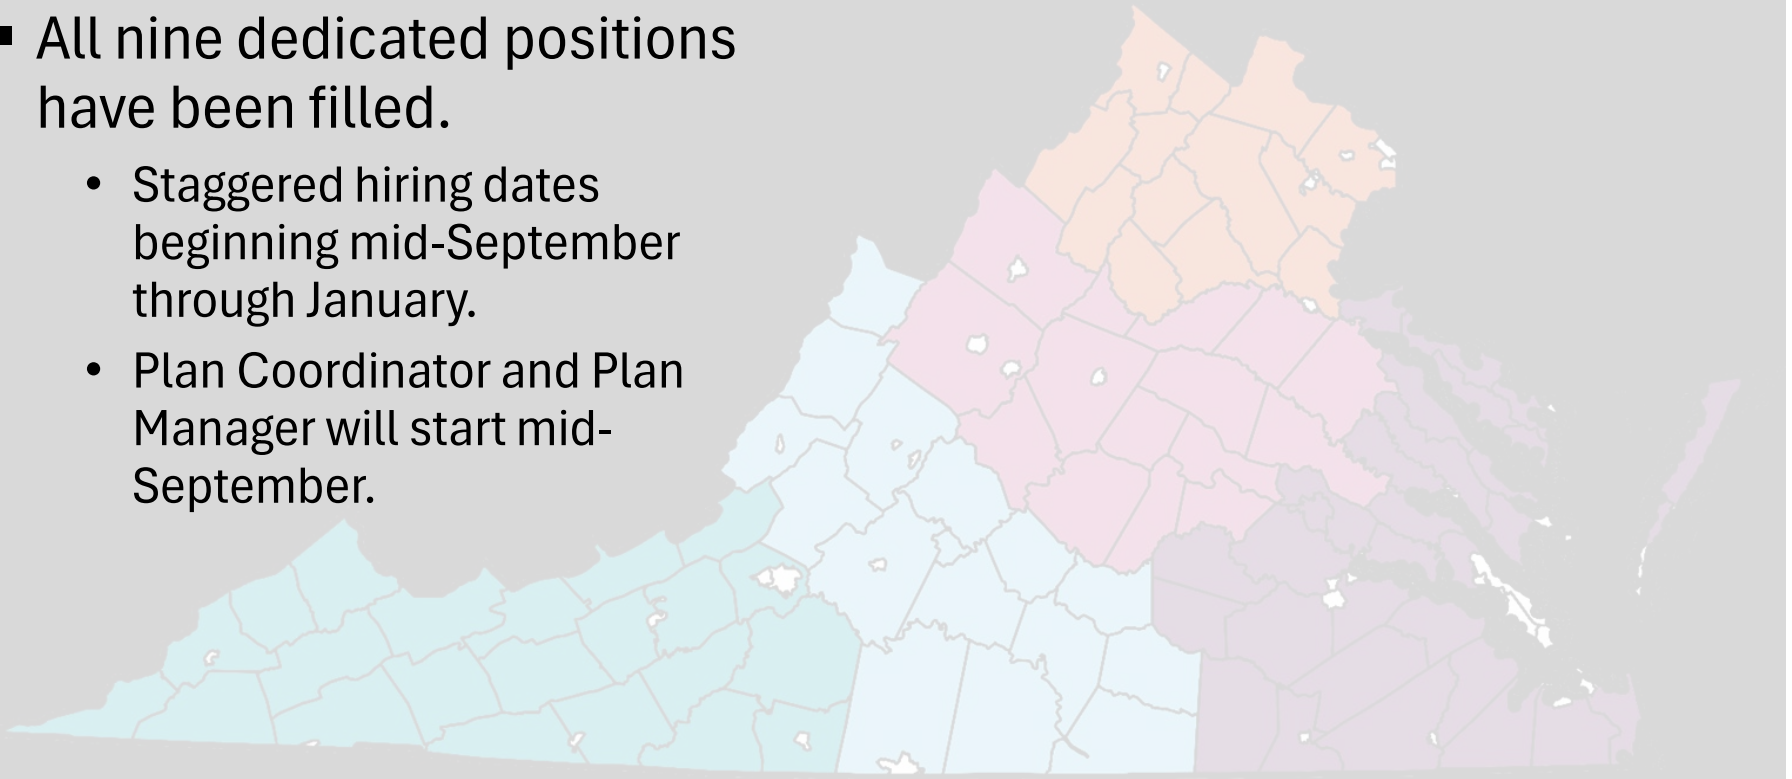 ▪ All nine dedicated positions
have been filled.
• Staggered hiring dates
beginning mid-September
through January.
• Plan Coordinator and Plan
Manager will start mid-
September.